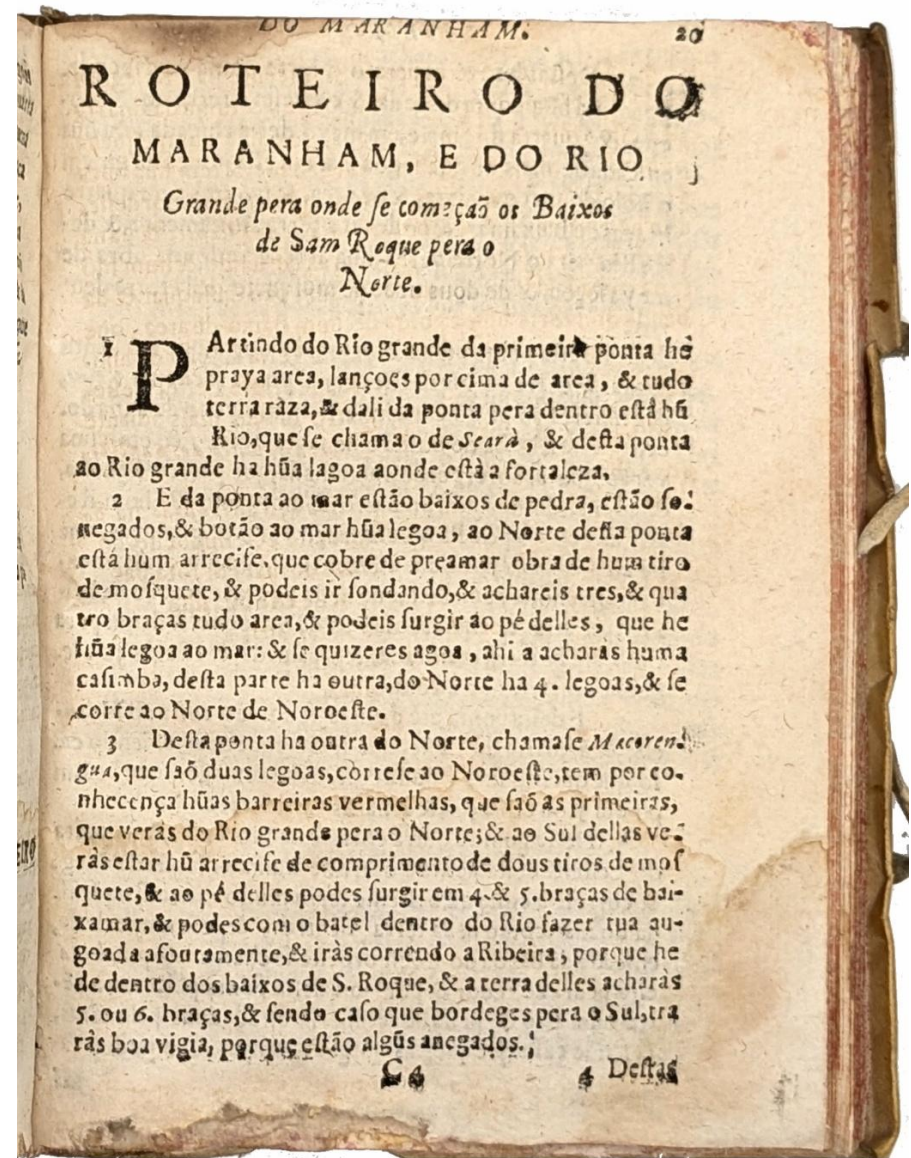 DO MARANHAM. 20
ROTEIRO DO
MARANHAM, E DO RIO
Grande pera onde ſe começaõ os Baixos
de Sam Roque pera o
Norte.
1 PArtindo do Rio grande da primeira ponta he
praya area, lançoes por cima de area, & tudo
terra raza, & dali da ponta pera dentro està hũ
Rio, que ſe chama o de Searà, & deſta ponta
ao Rio grande ha hũa lagoa aonde eſtà a fortaleza.
2 E da ponta ao mar eſtão baixos de pedra, eſtão ſo-
negados, & botão ao mar hũa legoa, ao Norte deſta ponta
eſtá hum arrecife, que cobre de preamar obra de hum tiro
de moſquete, & podeis ir ſondando, & achareis tres, & qua
tro braças tudo area, & podeis ſurgir ao pé delles, que he
hũa legoa ao mar: & ſe quizeres agoa, ahi a acharàs huma
caſimba, deſta parte ha outra, do Norte ha 4. legoas, & ſe
corre ao Norte de Noroeſte.
3 Deſta ponta ha outra do Norte, chamaſe Macoren-
gua, que ſaõ duas legoas, còrreſe ao Noroeſte, tem por co-
nhecença hũas barreiras vermelhas, que ſaõ as primeiras,
que veràs do Rio grande pera o Norte; & ao Sul dellas ve-
ràs eſtar hũ arrecife de comprimento de dous tiros de moſ
quete, & ao pé delles podes ſurgir em 4. & 5. braças de bai-
xamar, & podes com o batel dentro do Rio fazer tua au-
goada afoutamente, & iràs correndo a Ribeira, porque he
de dentro dos baixos de S. Roque, & a terra delles acharàs
5. ou 6. braças, & ſendo caſo que bordeges pera o Sul, tra
ràs boa vigia, porque eſtão algũs anegados.
C4 4 Deſtas